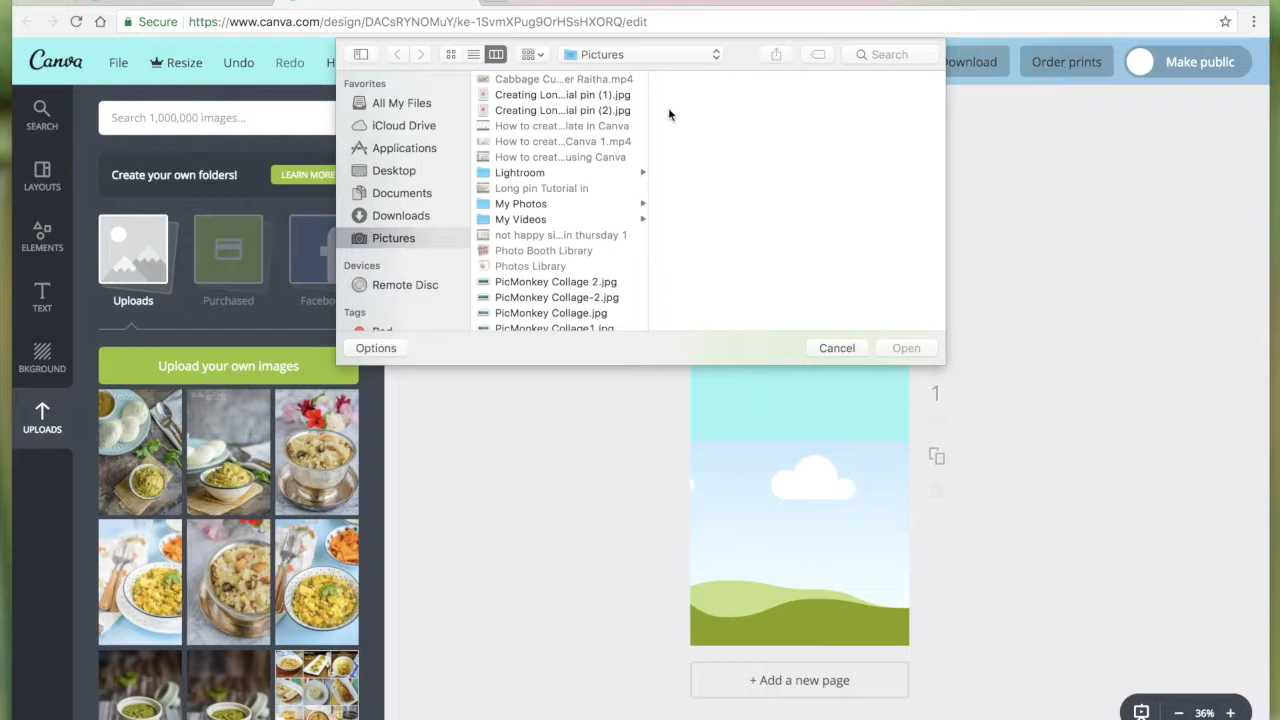 Secure https://www.canva.com/design/DACsRYNOMuY/ke-1SvmXPug9OrHSsHXORQ/edit
Canva File Resize Undo Redo H
Pictures
Search
Download Order prints Make public
SEARCH
LAYOUTS
ELEMENTS
TEXT
BKGROUND
UPLOADS
Search 1,000,000 images...
Create your own folders! LEARN MORE
Uploads Purchased Faceboo
Upload your own images
Favorites
All My Files
iCloud Drive
Applications
Desktop
Documents
Downloads
Pictures
Devices
Remote Disc
Tags
Red
Cabbage Cu...er Raitha.mp4
Creating Lon...ial pin (1).jpg
Creating Lon...ial pin (2).jpg
How to creat...late in Canva
How to creat...Canva 1.mp4
How to creat...using Canva
Lightroom
Long pin Tutorial in
My Photos
My Videos
not happy si...in thursday 1
Photo Booth Library
Photos Library
PicMonkey Collage 2.jpg
PicMonkey Collage-2.jpg
PicMonkey Collage.jpg
PicMonkey Collage1.jpg
Options Cancel Open
1
+ Add a new page
36%